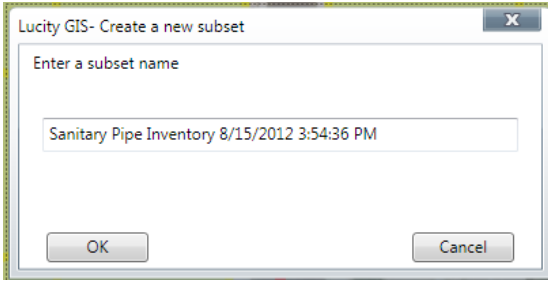 Lucity GIS- Create a new subset
Enter a subset name
Sanitary Pipe Inventory 8/15/2012 3:54:36 PM
OK
Cancel